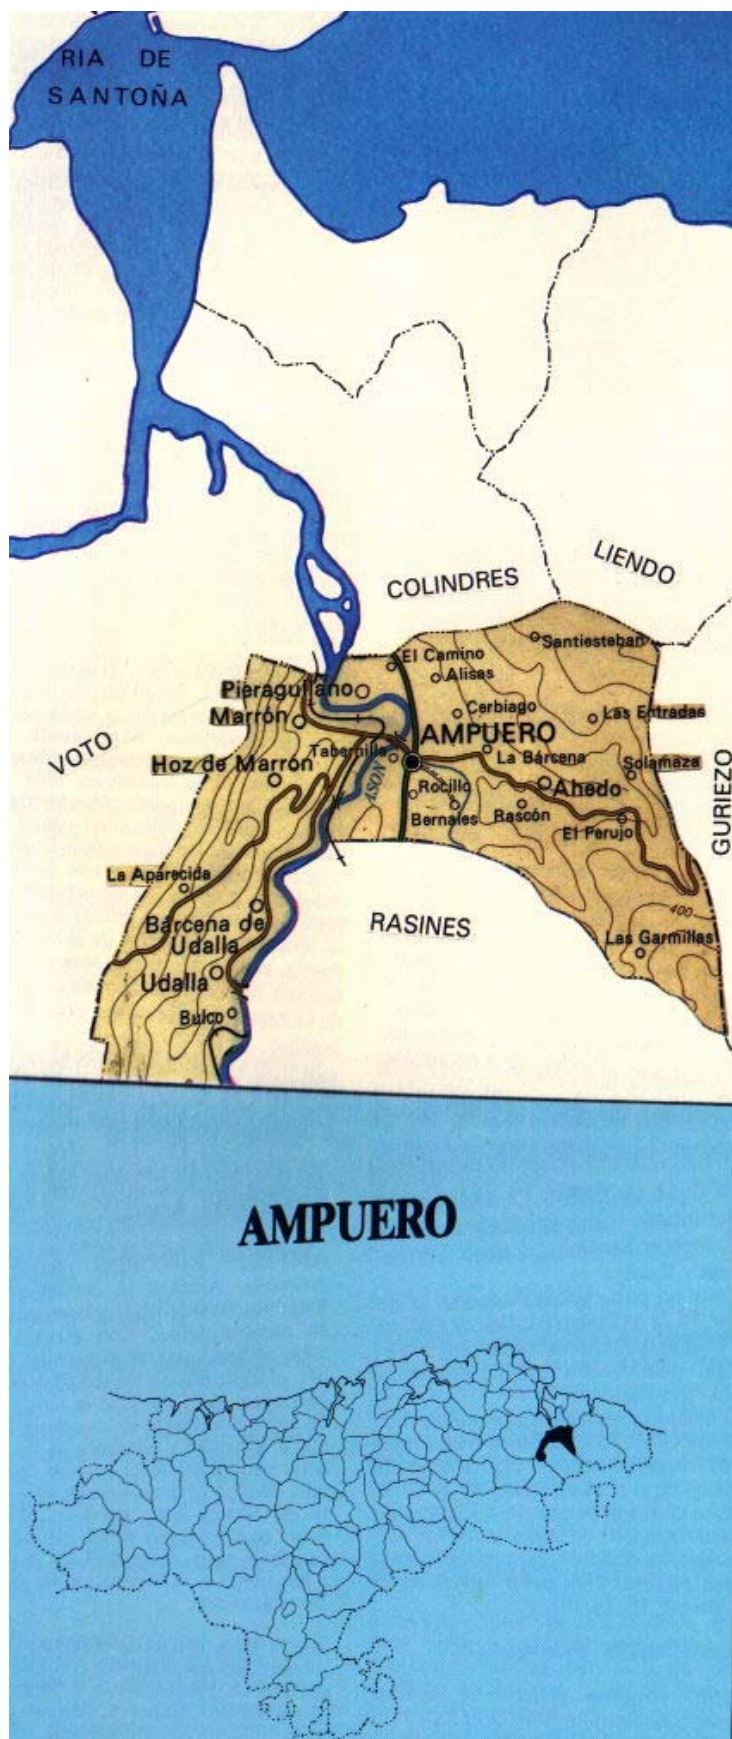 RIA DE
SANTOÑA
LIENDO
COLINDRES
Santiesteban
El Camino
Alisas
Pieragullano
Cerbiago
Las Entradas
Marrón
AMPUERO
VOTO
Tabernilla
La Bárcena
Hoz de Marrón
Solamaza
ASON
Rocillo
Ahedo
GURIEZO
Bernales
Rascón
El Perujo
La Aparecida
400
Bárcena de
Udalla
RASINES
Las Garmillas
Udalla
Bulco
AMPUERO